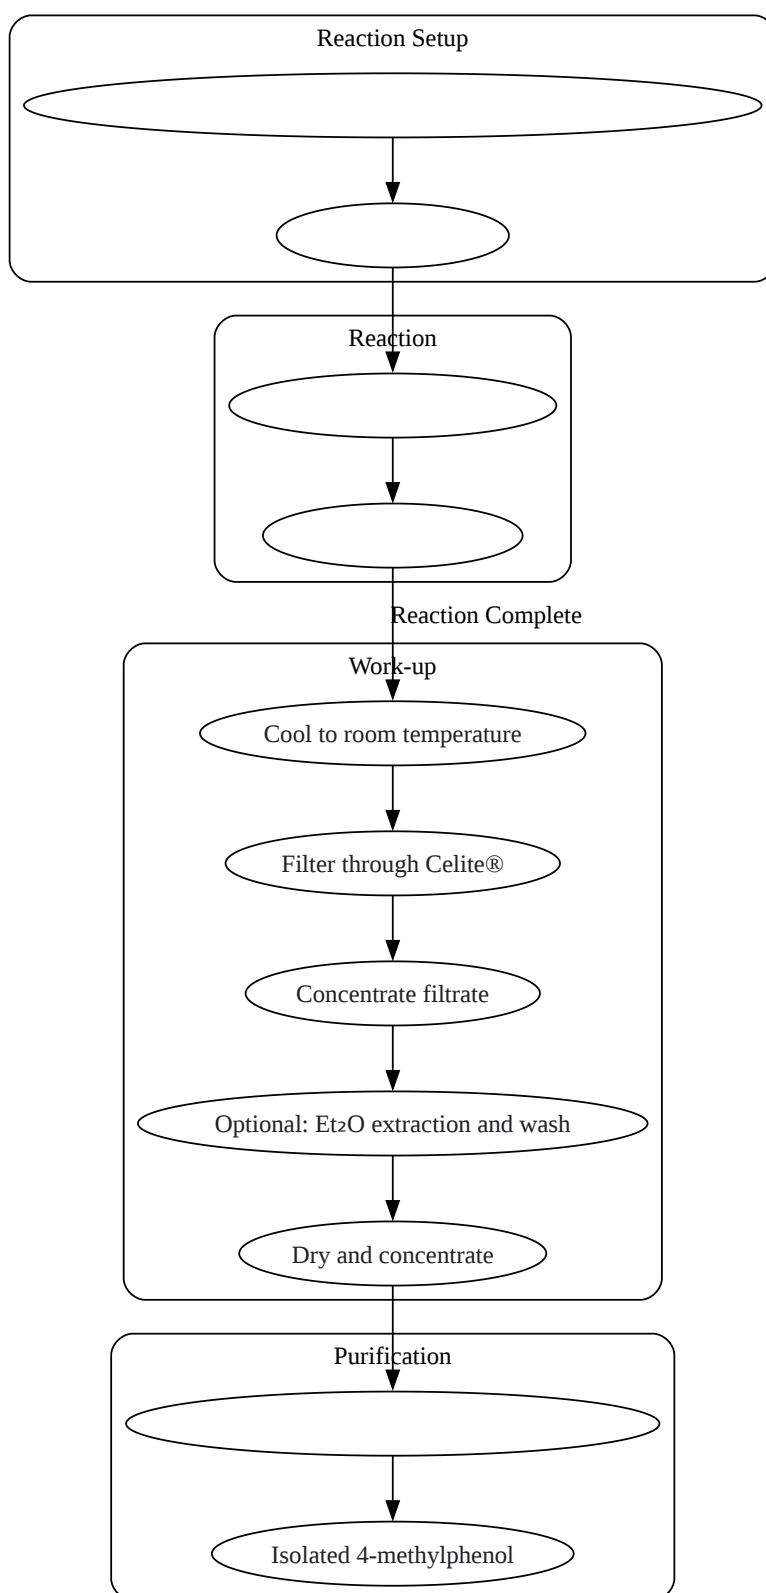 Reaction Setup
Reaction
Reaction Complete
Work-up
Cool to room temperature
Filter through Celite®
Concentrate filtrate
Optional: Et₂O extraction and wash
Dry and concentrate
Purification
Isolated 4-methylphenol